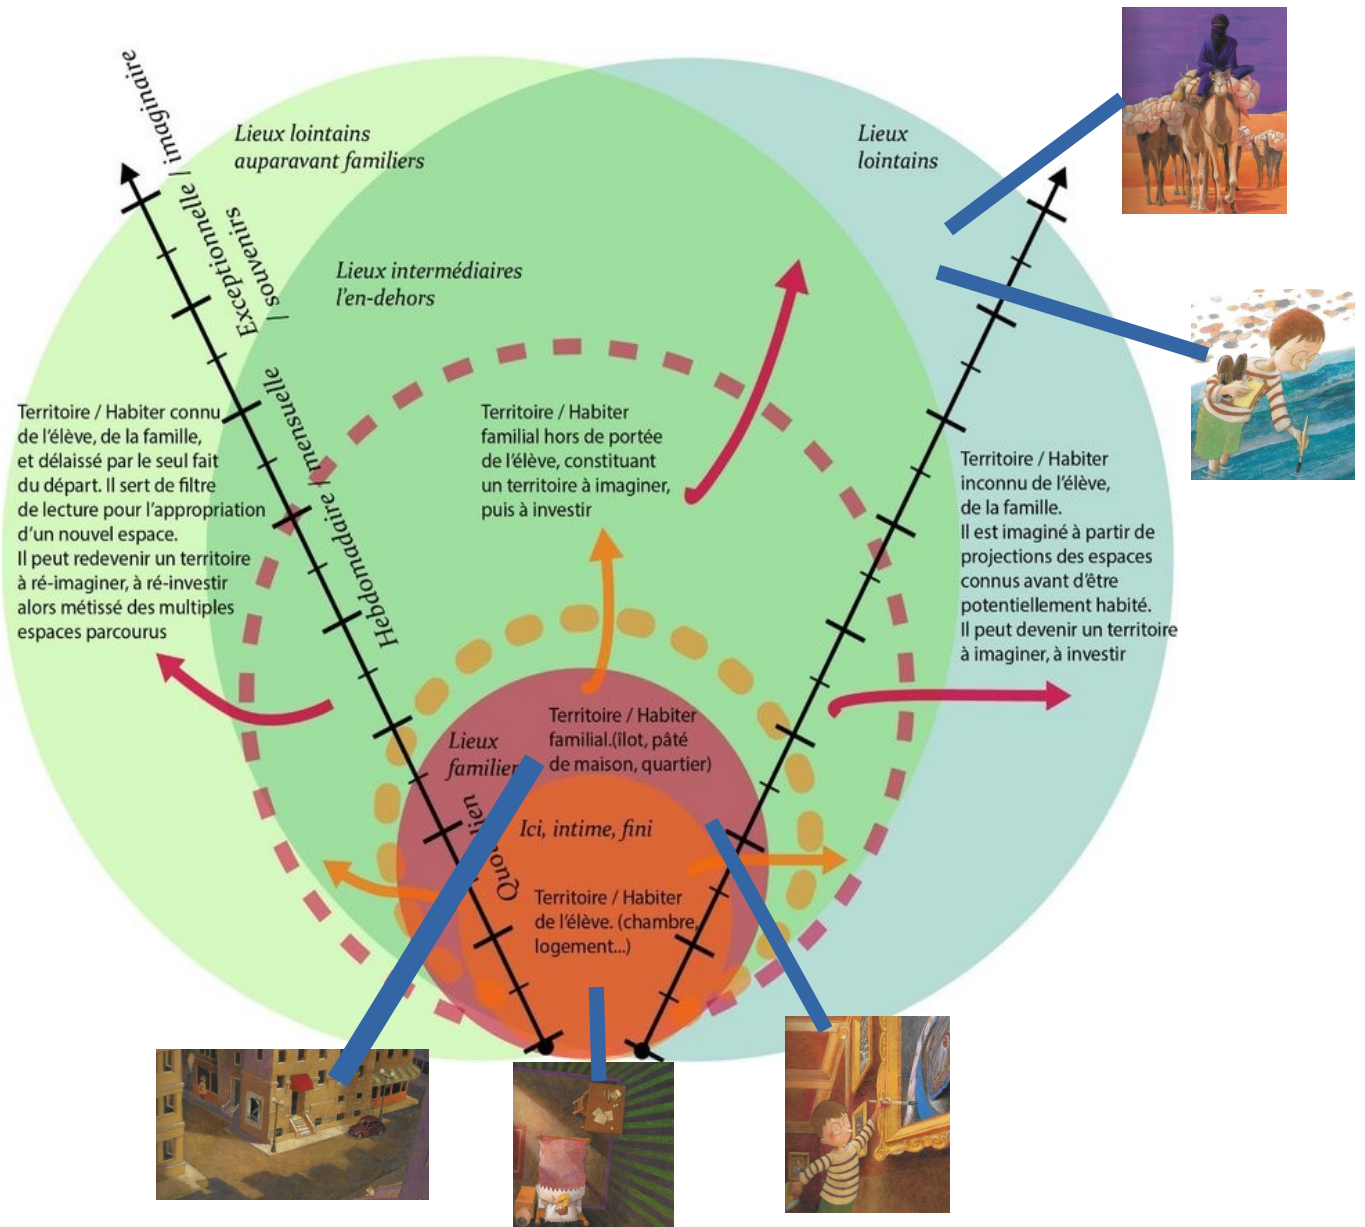 Exceptionnelle / imaginaire
/ souvenirs
Hebdomadaire / mensuelle
Lieux lointains
auparavant familiers
Lieux
lointains
Lieux intermédiaires
l'en-dehors
Territoire / Habiter connu
de l'élève, de la famille,
et délaissé par le seul fait
du départ. Il sert de filtre
de lecture pour l'appropriation
d'un nouvel espace.
Il peut redevenir un territoire
à ré-imaginer, à ré-investir
alors métissé des multiples
espaces parcourus
Territoire / Habiter
familial hors de portée
de l'élève, constituant
un territoire à imaginer,
puis à investir
Territoire / Habiter
inconnu de l'élève,
de la famille.
Il est imaginé à partir de
projections des espaces
connus avant d'être
potentiellement habité.
Il peut devenir un territoire
à imaginer, à investir
Lieux
Territoire / Habiter
familial.(îlot, pâté
de maison, quartier)
Ici, intime, fini
Territoire / Habiter
de l'élève. (chambre,
logement...)